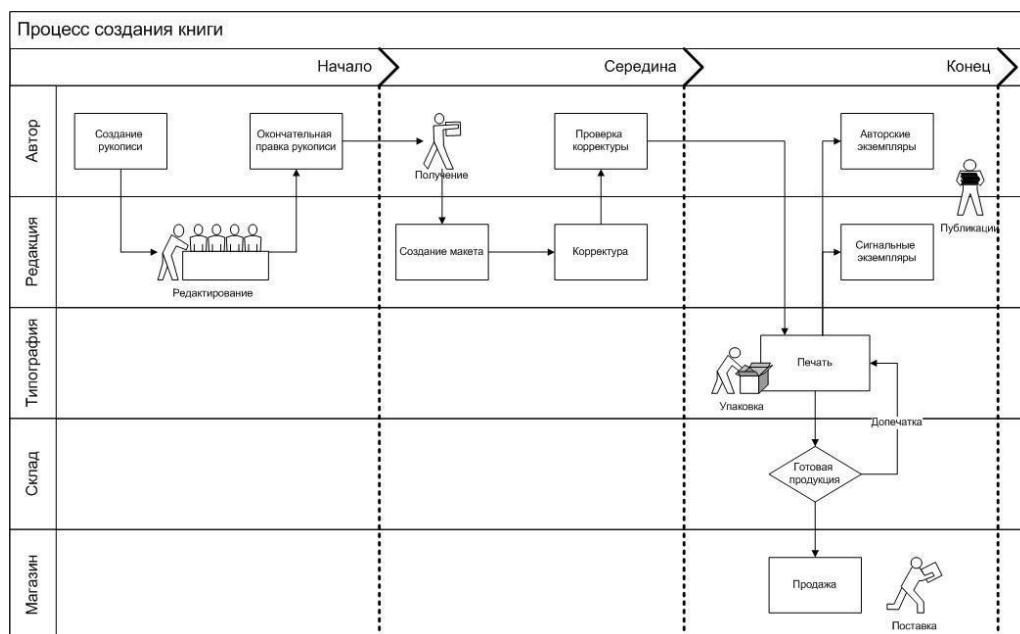 Процесс создания книги
Начало
Середина
Конец
Автор
Создание
рукописи
Окончательная
правка рукописи
Получение
Проверка
корректуры
Авторские
экземпляры
Публикации
Редакция
Редактирование
Создание макета
Корректура
Сигнальные
экземпляры
Типография
Упаковка
Печать
Допечатка
Склад
Готовая
продукция
Магазин
Продажа
Поставка